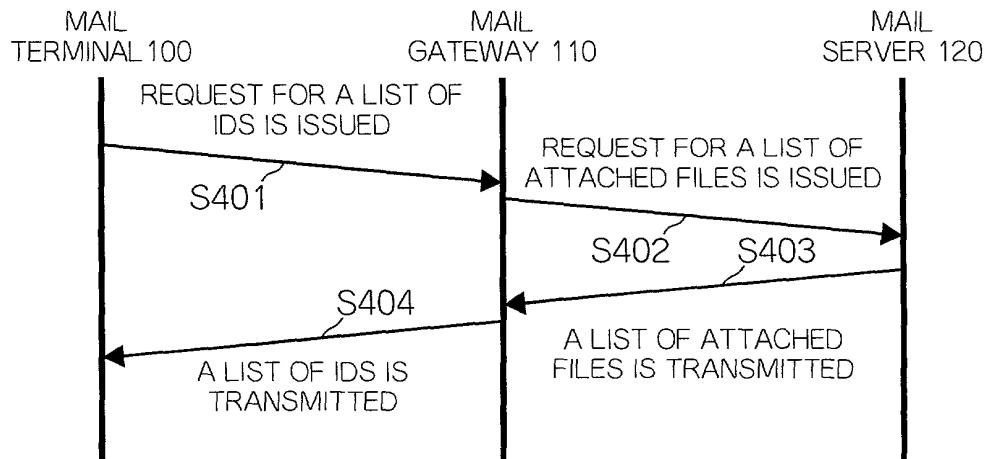 MAIL
TERMINAL 100
MAIL
GATEWAY 110
MAIL
SERVER 120
REQUEST FOR A LIST OF
IDS IS ISSUED
S401
REQUEST FOR A LIST OF
ATTACHED FILES IS ISSUED
S402
S403
S404
A LIST OF ATTACHED
FILES IS TRANSMITTED
A LIST OF IDS IS
TRANSMITTED